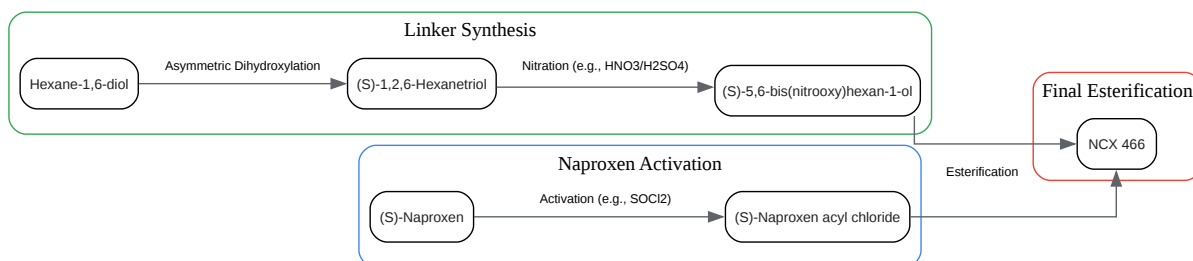 Linker Synthesis
Hexane-1,6-diol
Asymmetric Dihydroxylation
(S)-1,2,6-Hexanetriol
Nitration (e.g., HNO3/H2SO4)
(S)-5,6-bis(nitrooxy)hexan-1-ol
Final Esterification
NCX 466
Esterification
Naproxen Activation
(S)-Naproxen
Activation (e.g., SOCl2)
(S)-Naproxen acyl chloride